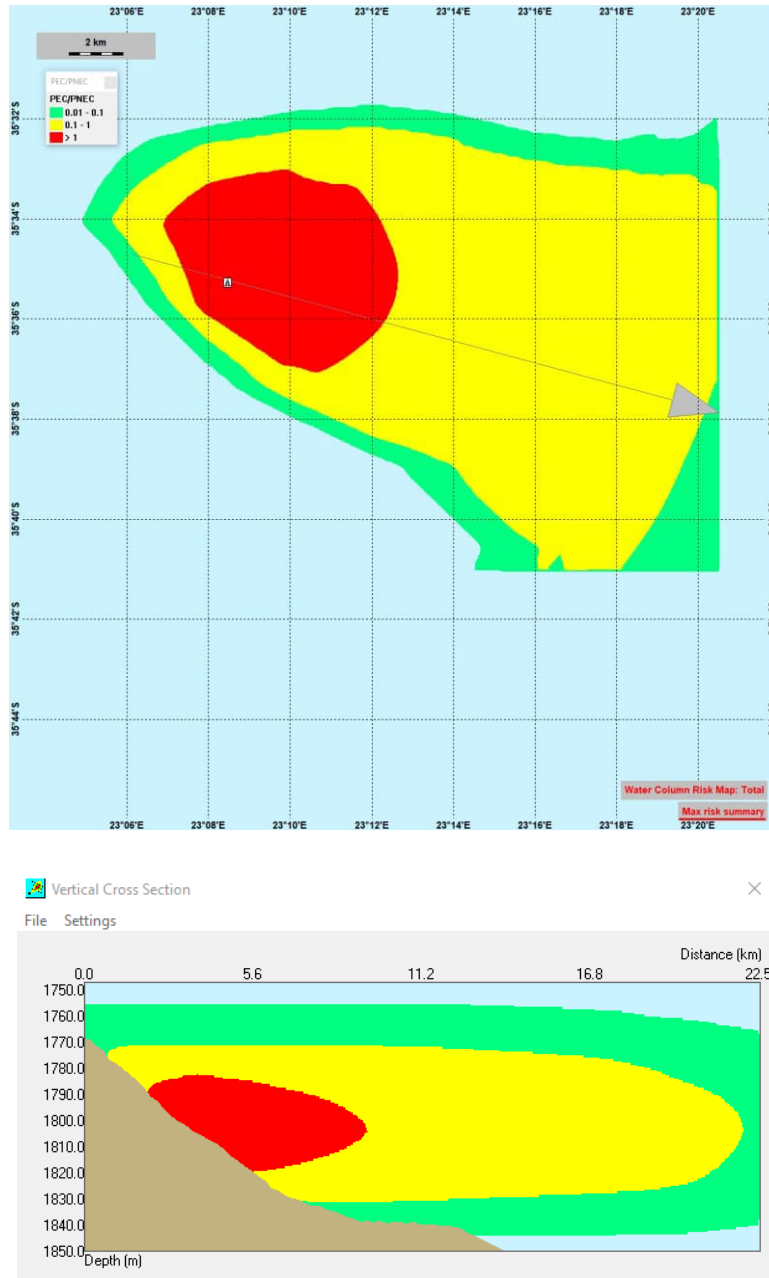 23°06'E 23°08'E 23°10'E 23°12'E 23°14'E 23°16'E 23°18'E 23°20'E
2 km
PEC/PNEC
PEC/PNEC
0.01 - 0.1
0.1 - 1
> 1
35°32'S
35°34'S
35°36'S
35°38'S
35°40'S
35°42'S
35°44'S
Water Column Risk Map: Total
Max risk summary
23°06'E 23°08'E 23°10'E 23°12'E 23°14'E 23°16'E 23°18'E 23°20'E
Vertical Cross Section
File Settings
Distance (km)
0.0 5.6 11.2 16.8 22.5
1750.0
1760.0
1770.0
1780.0
1790.0
1800.0
1810.0
1820.0
1830.0
1840.0
1850.0
Depth (m)